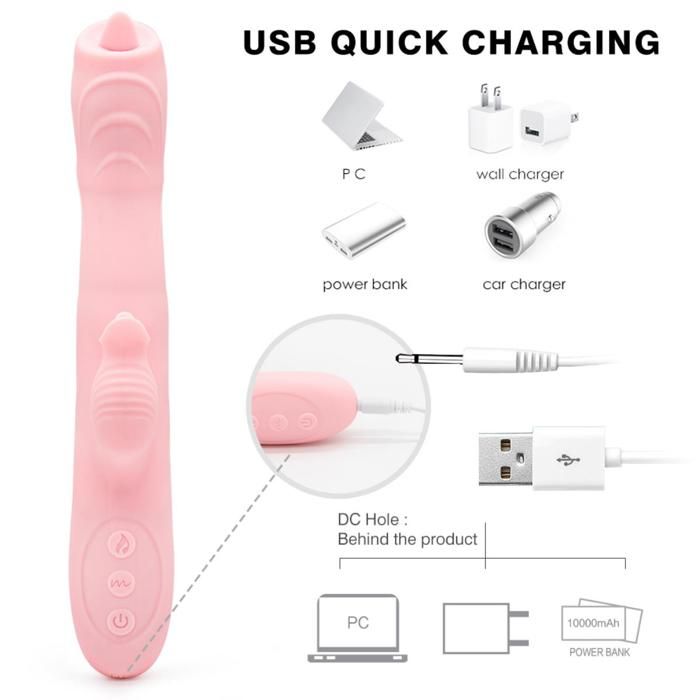 USB QUICK CHARGING
P C
wall charger
power bank
car charger
DC Hole :
Behind the product
PC
10000mAh
POWER BANK